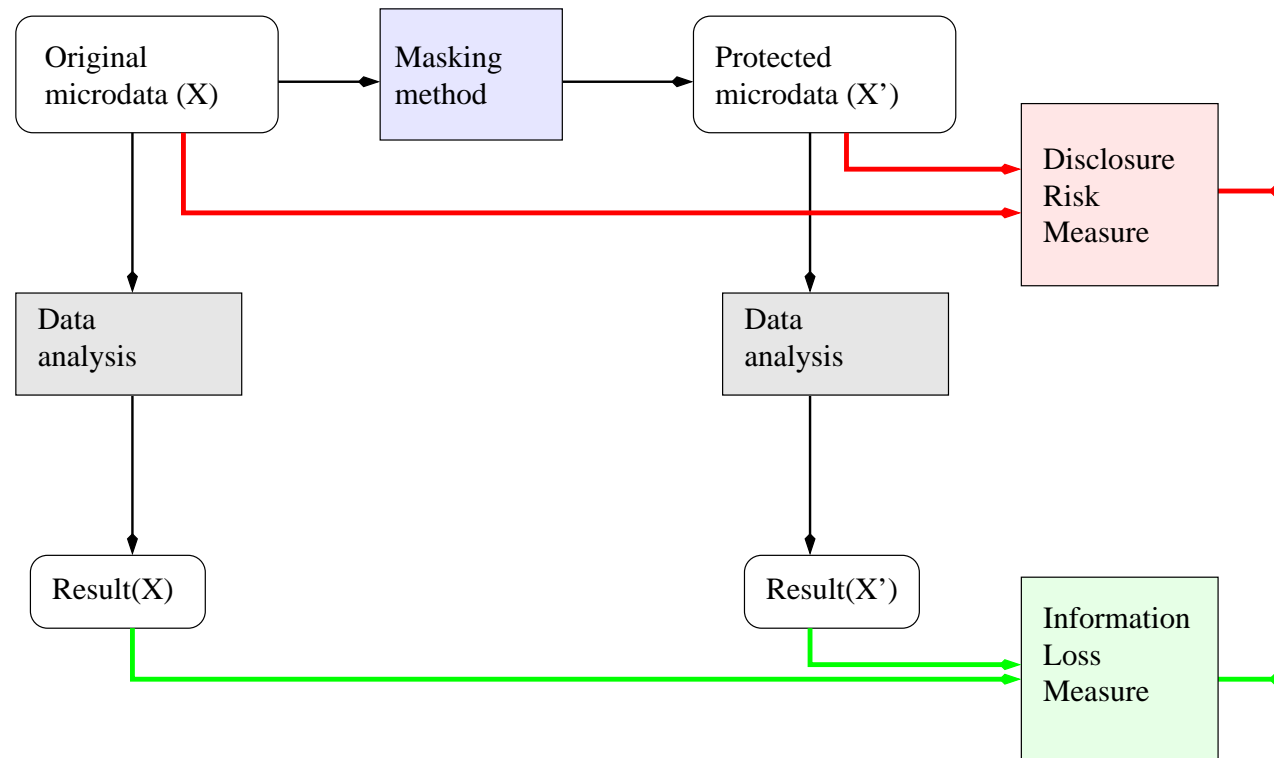 Original
microdata (X)
Masking
method
Protected
microdata (X’)
Disclosure
Risk
Measure
Data
analysis
Data
analysis
Result(X)
Result(X’)
Information
Loss
Measure